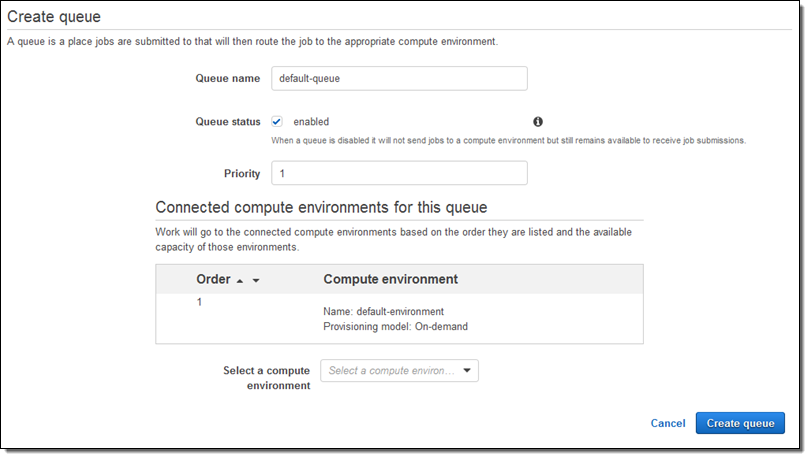 Create queue
A queue is a place jobs are submitted to that will then route the job to the appropriate compute environment.
Queue name default-queue
Queue status enabled
When a queue is disabled it will not send jobs to a compute environment but still remains available to receive job submissions.
Priority 1
Connected compute environments for this queue
Work will go to the connected compute environments based on the order they are listed and the available
capacity of those environments.
Order Compute environment
1
Name: default-environment
Provisioning model: On-demand
Select a compute Select a compute environ…
environment
Cancel Create queue